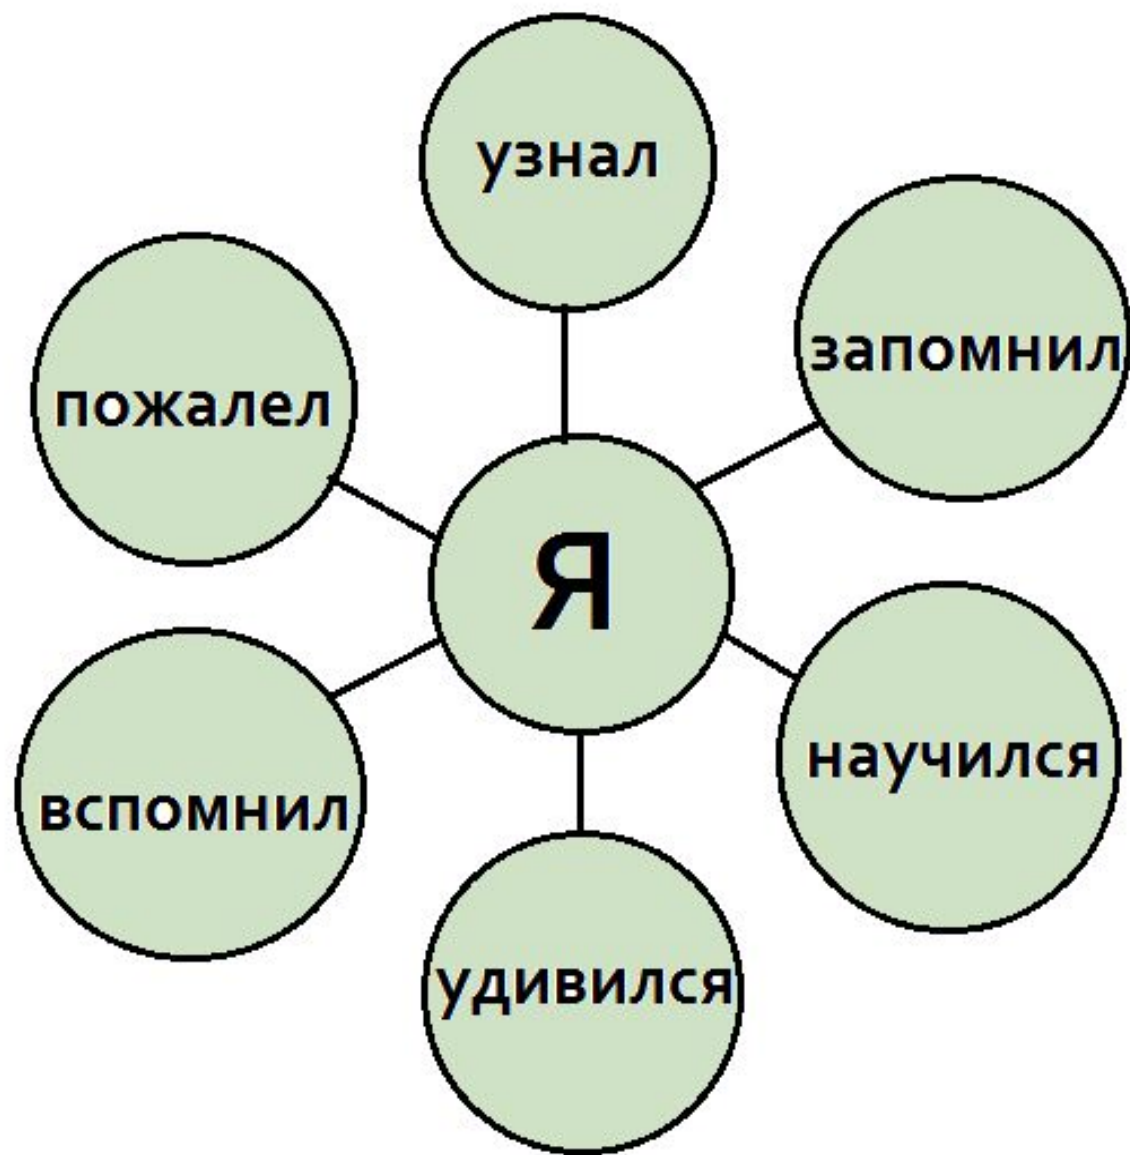 узнал
запомнил
пожалел
Я
научился
вспомнил
удивился